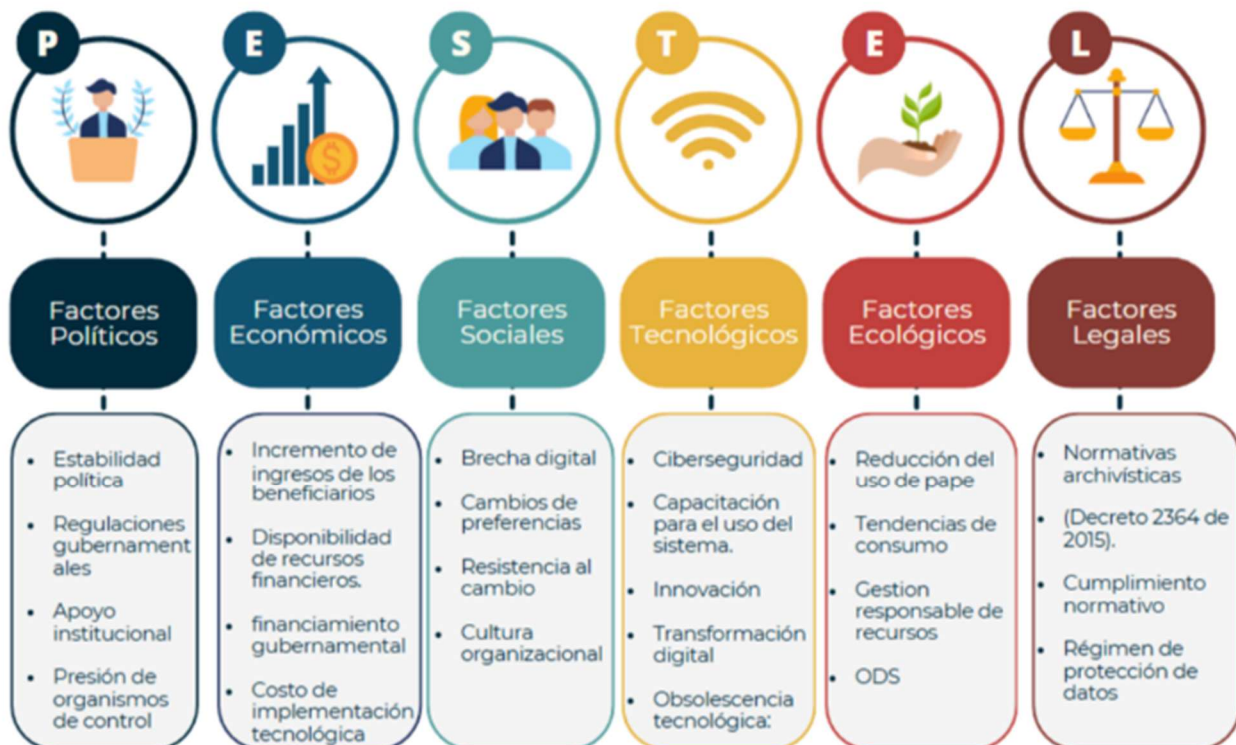 P
E
S
T
E
L
$
Factores
Políticos
Factores
Económicos
Factores
Sociales
Factores
Tecnológicos
Factores
Ecológicos
Factores
Legales
• Estabilidad
política
• Regulaciones
gubernament
ales
• Apoyo
institucional
• Presión de
organismos
de control
• Incremento de
ingresos de los
beneficiarios
• Disponibilidad
de recursos
financieros.
• financiamiento
gubernamental
• Costo de
implementación
tecnológica
• Brecha digital
• Cambios de
preferencias
• Resistencia al
cambio
• Cultura
organizacional
• Ciberseguridad
• Capacitación
para el uso del
sistema.
• Innovación
• Transformación
digital
• Obsolescencia
tecnológica:
• Reducción del
uso de pape
• Tendencias de
consumo
• Gestion
responsable de
recursos
• ODS
• Normativas
archivísticas
• (Decreto 2364 de
2015).
• Cumplimiento
normativo
• Régimen de
protección de
datos